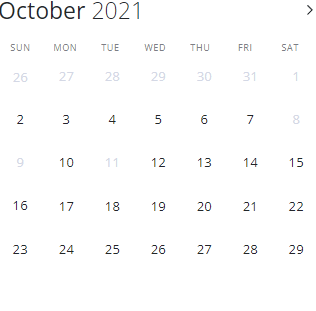 October 2021
SUN MON TUE WED THU FRI SAT
26 27 28 29 30 31 1
2 3 4 5 6 7 8
9 10 11 12 13 14 15
16 17 18 19 20 21 22
23 24 25 26 27 28 29